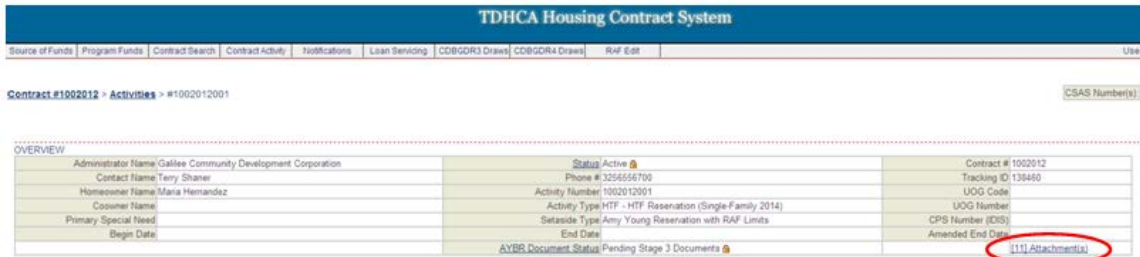 TDHCA Housing Contract System
Source of Funds Program Funds Contract Search Contract Activity Notifications Loan Servicing CDBGDR3 Draws CDBGDR4 Draws RAF Edit Use
Contract #1002012 > Activities > #1002012001 CSAS Number(s):
OVERVIEW
Administrator Name Galilee Community Development Corporation Status Active Contract # 1002012
Contact Name Terry Shaner Phone # 3256556700 Tracking ID 138460
Homeowner Name Maria Hernandez Activity Number 1002012001 UOG Code
Coowner Name Activity Type HTF - HTF Reservation (Single-Family 2014) UOG Number
Primary Special Need Setaside Type Amy Young Reservation with RAF Limits CPS Number (IDIS)
Begin Date End Date Amended End Date
AYBR Document Status Pending Stage 3 Documents [11] Attachment(s)